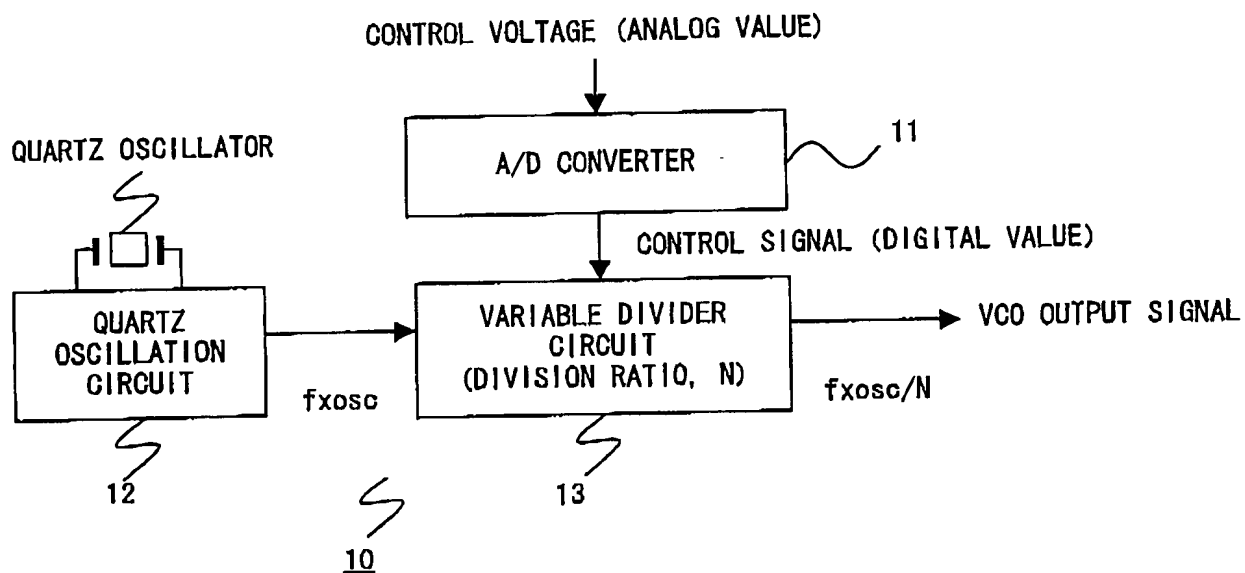 CONTROL VOLTAGE (ANALOG VALUE)
11
QUARTZ OSCILLATOR
A/D CONVERTER
CONTROL SIGNAL (DIGITAL VALUE)
QUARTZ
OSCILLATION
CIRCUIT
VARIABLE DIVIDER
CIRCUIT
(DIVISION RATIO, N)
VCO OUTPUT SIGNAL
fxosc
fxosc/N
12
13
10